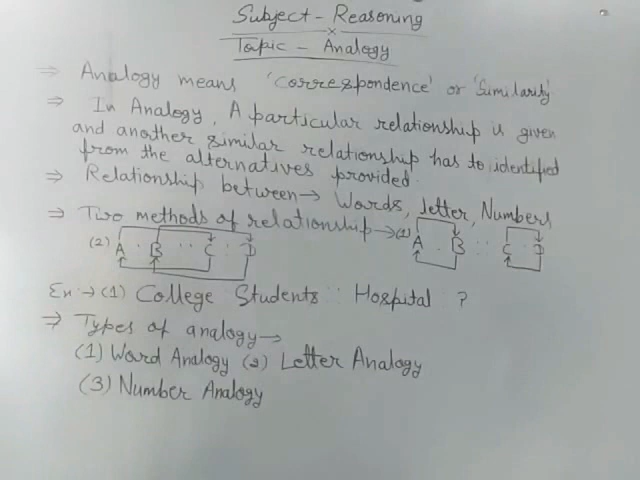 Subject - Reasoning
×
Topic - Analogy
⇒ Analogy means 'correspondence' or 'Similarity'
⇒ In Analogy, A particular relationship is given
and another similar relationship has to identified
from the alternatives provided.
⇒ Relationship between → Words, letter, Numbers
⇒ Two methods of relationship → (1) A : B :: C : D
(2) A : B :: C : D
Ex → (1) College Students :: Hospital : ?
⇒ Types of analogy →
(1) Word Analogy (2) Letter Analogy
(3) Number Analogy